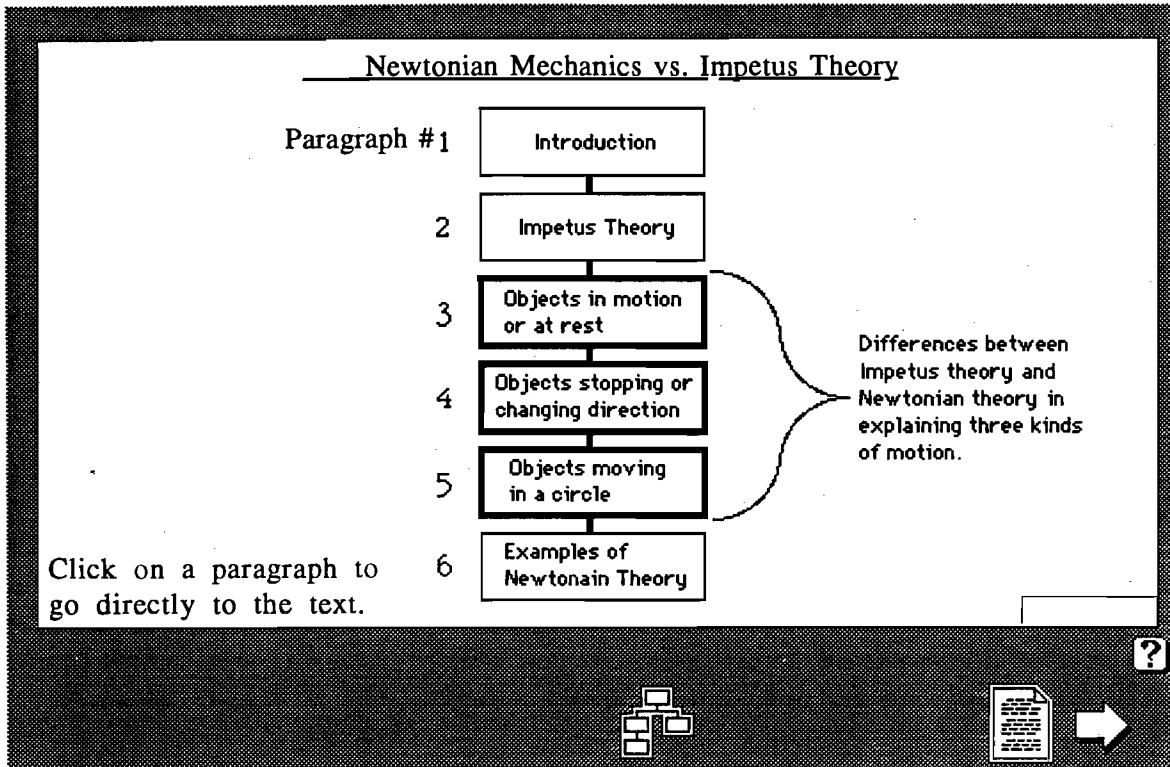 Newtonian Mechanics vs. Impetus Theory
Paragraph #1
Introduction
2
Impetus Theory
3
Objects in motion
or at rest
4
Objects stopping or
changing direction
5
Objects moving
in a circle
6
Examples of
Newtonain Theory
Differences between
Impetus theory and
Newtonian theory in
explaining three kinds
of motion.
Click on a paragraph to
go directly to the text.
?